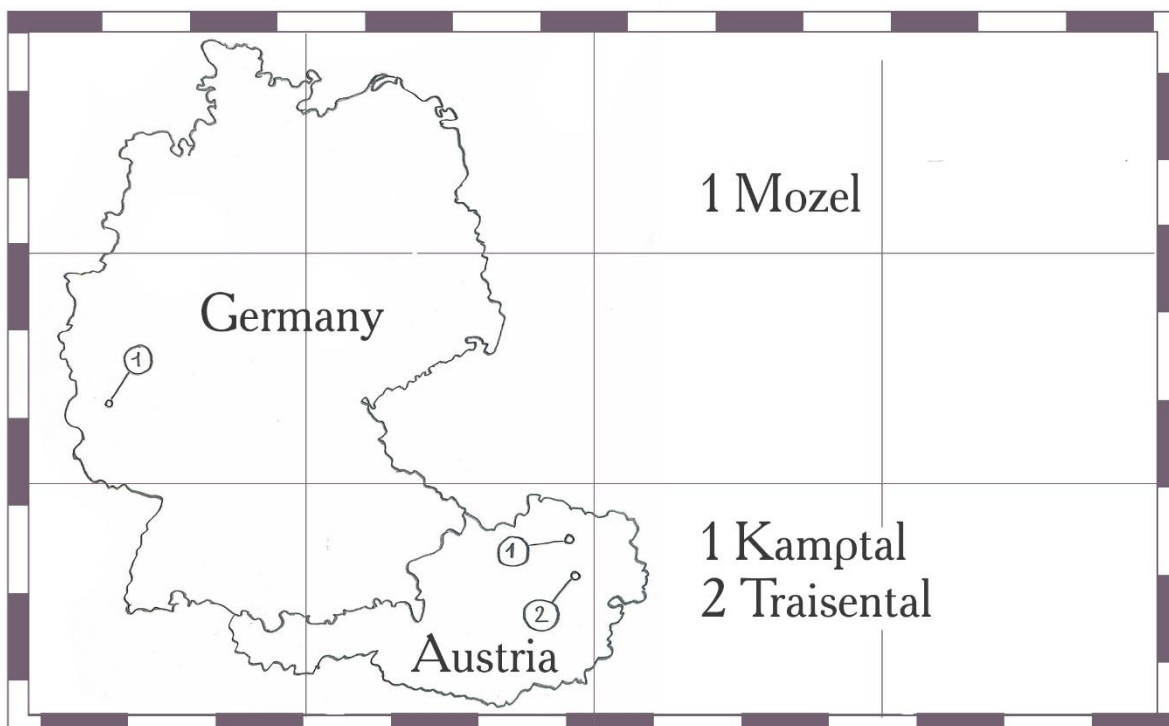 1 Mozel
Germany
1
1
1 Kamptal
2 Traisental
2
Austria